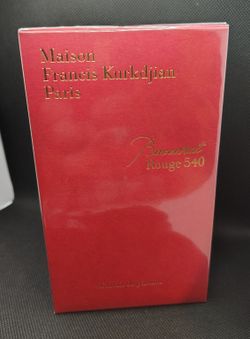 Maison
Francis Kurkdjian
Paris
Baccarat
Rouge 540